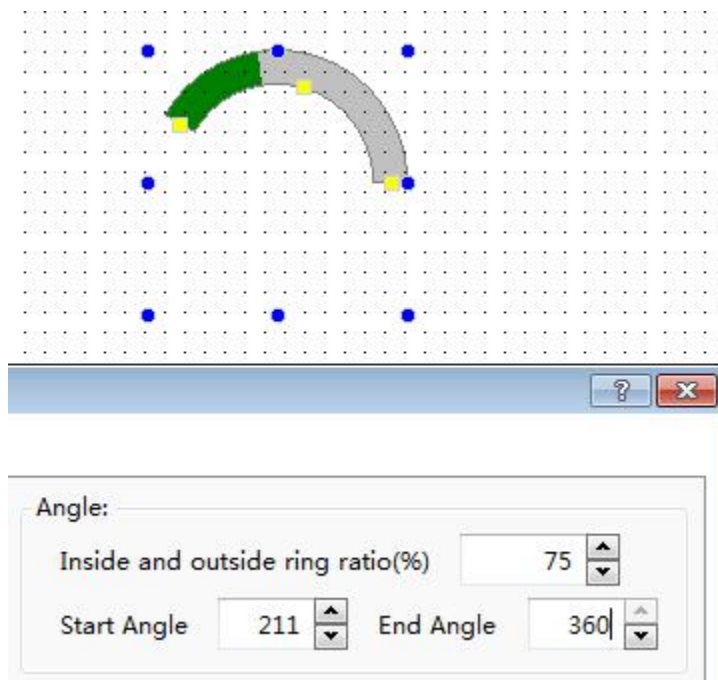 ?
Angle:
Inside and outside ring ratio(%) 75
Start Angle 211 End Angle 360